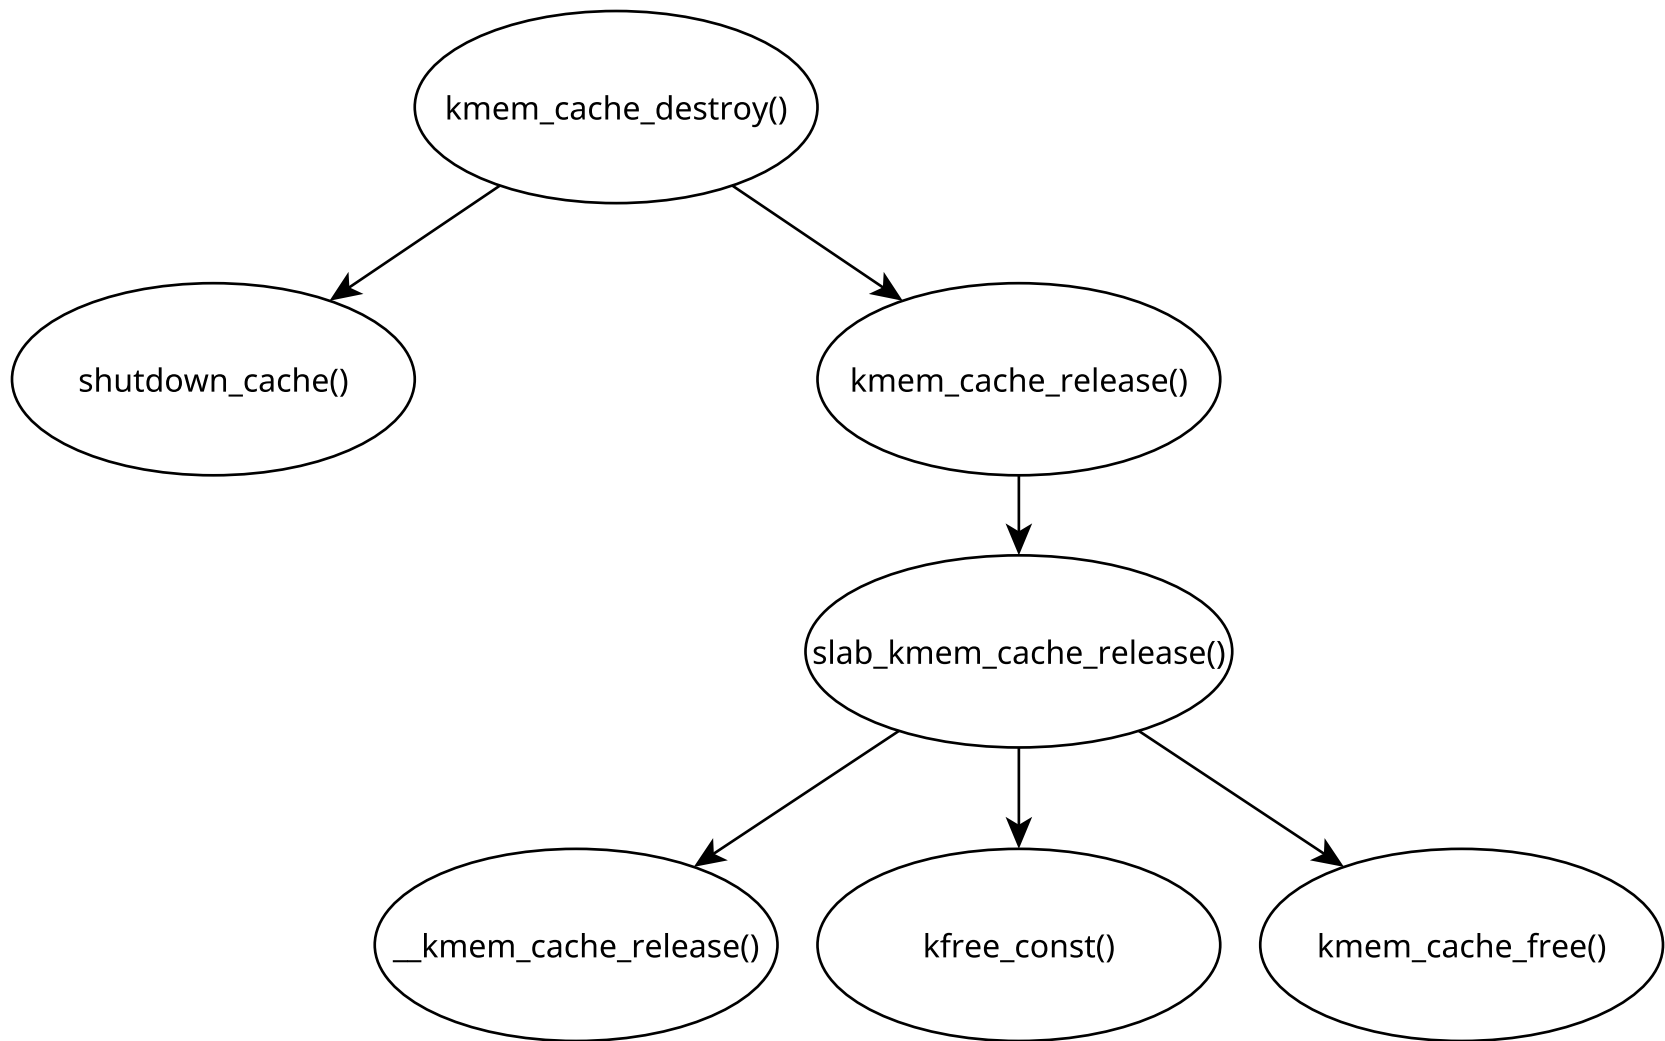 kmem_cache_destroy()
shutdown_cache()
kmem_cache_release()
slab_kmem_cache_release()
__kmem_cache_release()
kfree_const()
kmem_cache_free()